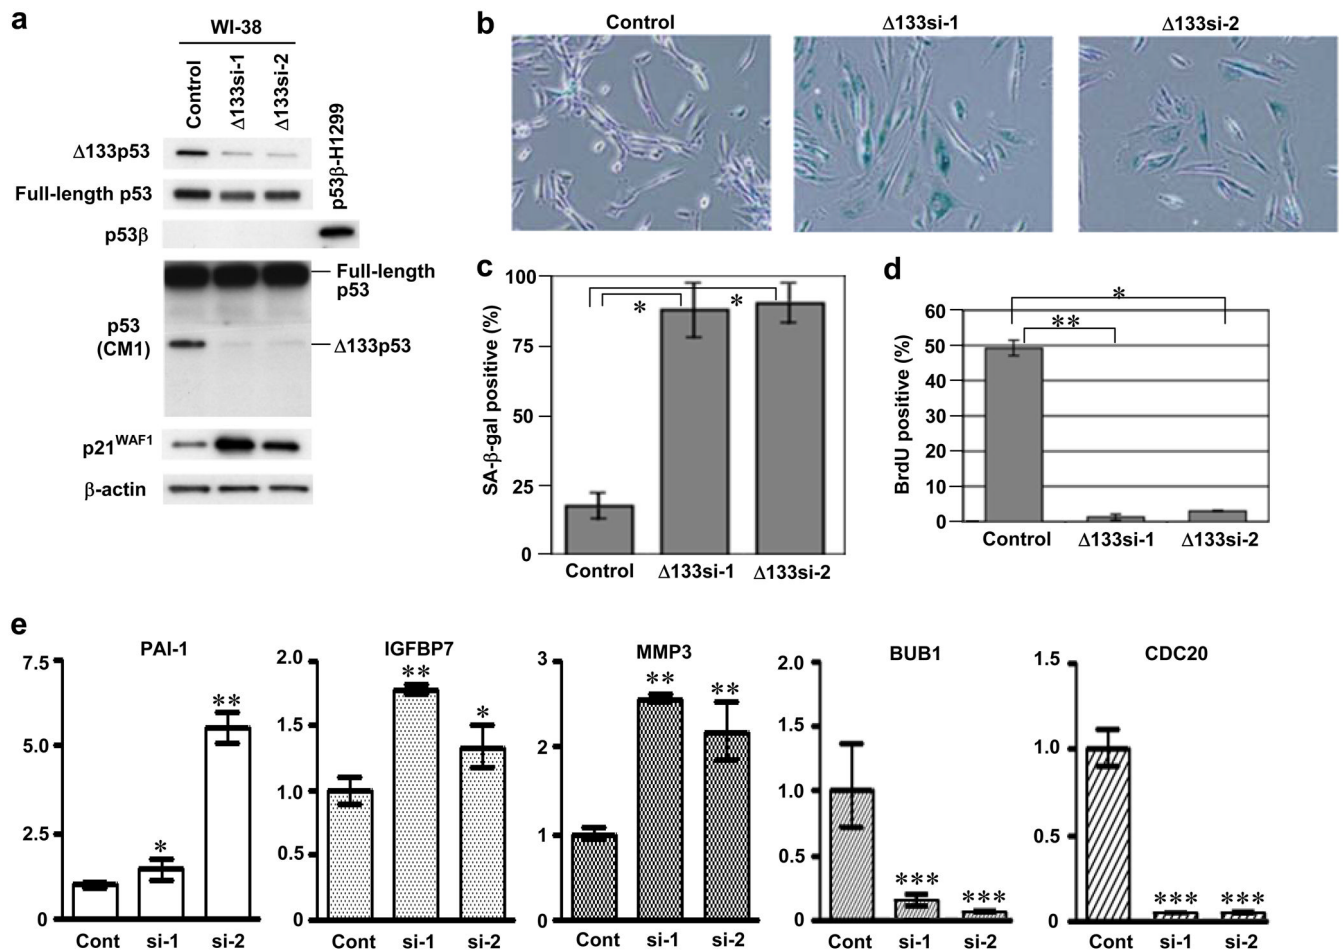 a
WI-38
Control
Δ133si-1
Δ133si-2
p53β-H1299
Δ133p53
Full-length p53
p53β
Full-length
p53
p53
(CM1)
Δ133p53
p21WAF1
β-actin
b
Control
Δ133si-1
Δ133si-2
c
SA-β-gal positive (%)
100
75
50
25
0
*
*
Control
Δ133si-1
Δ133si-2
d
BrdU positive (%)
60
50
40
30
20
10
0
*
**
Control
Δ133si-1
Δ133si-2
e
PAI-1
7.5
5.0
2.5
0
*
**
Cont
si-1
si-2
IGFBP7
2.0
1.5
1.0
0.5
0
**
*
Cont
si-1
si-2
MMP3
3
2
1
0
**
**
Cont
si-1
si-2
BUB1
2.0
1.5
1.0
0.5
0
***
***
Cont
si-1
si-2
CDC20
1.5
1.0
0.5
0
***
***
Cont
si-1
si-2